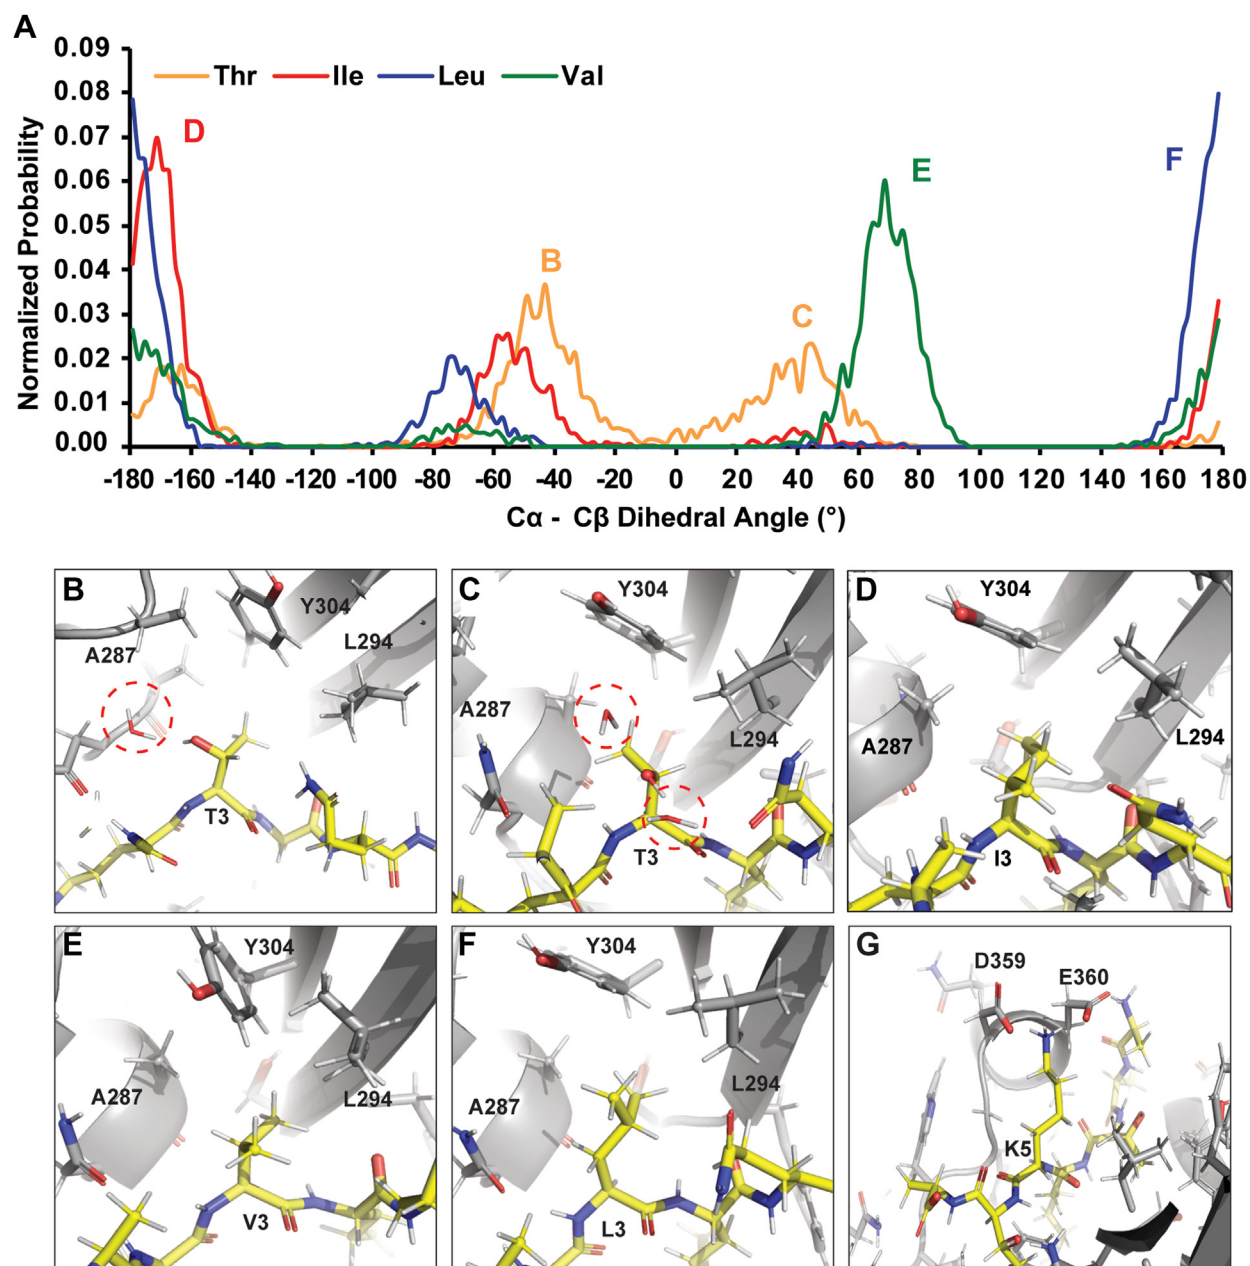 A
0.09
Thr Ile Leu Val
0.08
D
0.07
F
E
0.06
0.05
B
0.04
C
0.03
0.02
0.01
0.00
-180 -160 -140 -120 -100 -80 -60 -40 -20 0 20 40 60 80 100 120 140 160 180
Normalized Probability
Cα - Cβ Dihedral Angle (°)
B
Y304
L294
A287
T3
C
Y304
A287
L294
T3
D
Y304
A287
L294
I3
E
Y304
A287
L294
V3
F
Y304
A287
L294
L3
G
D359
E360
K5